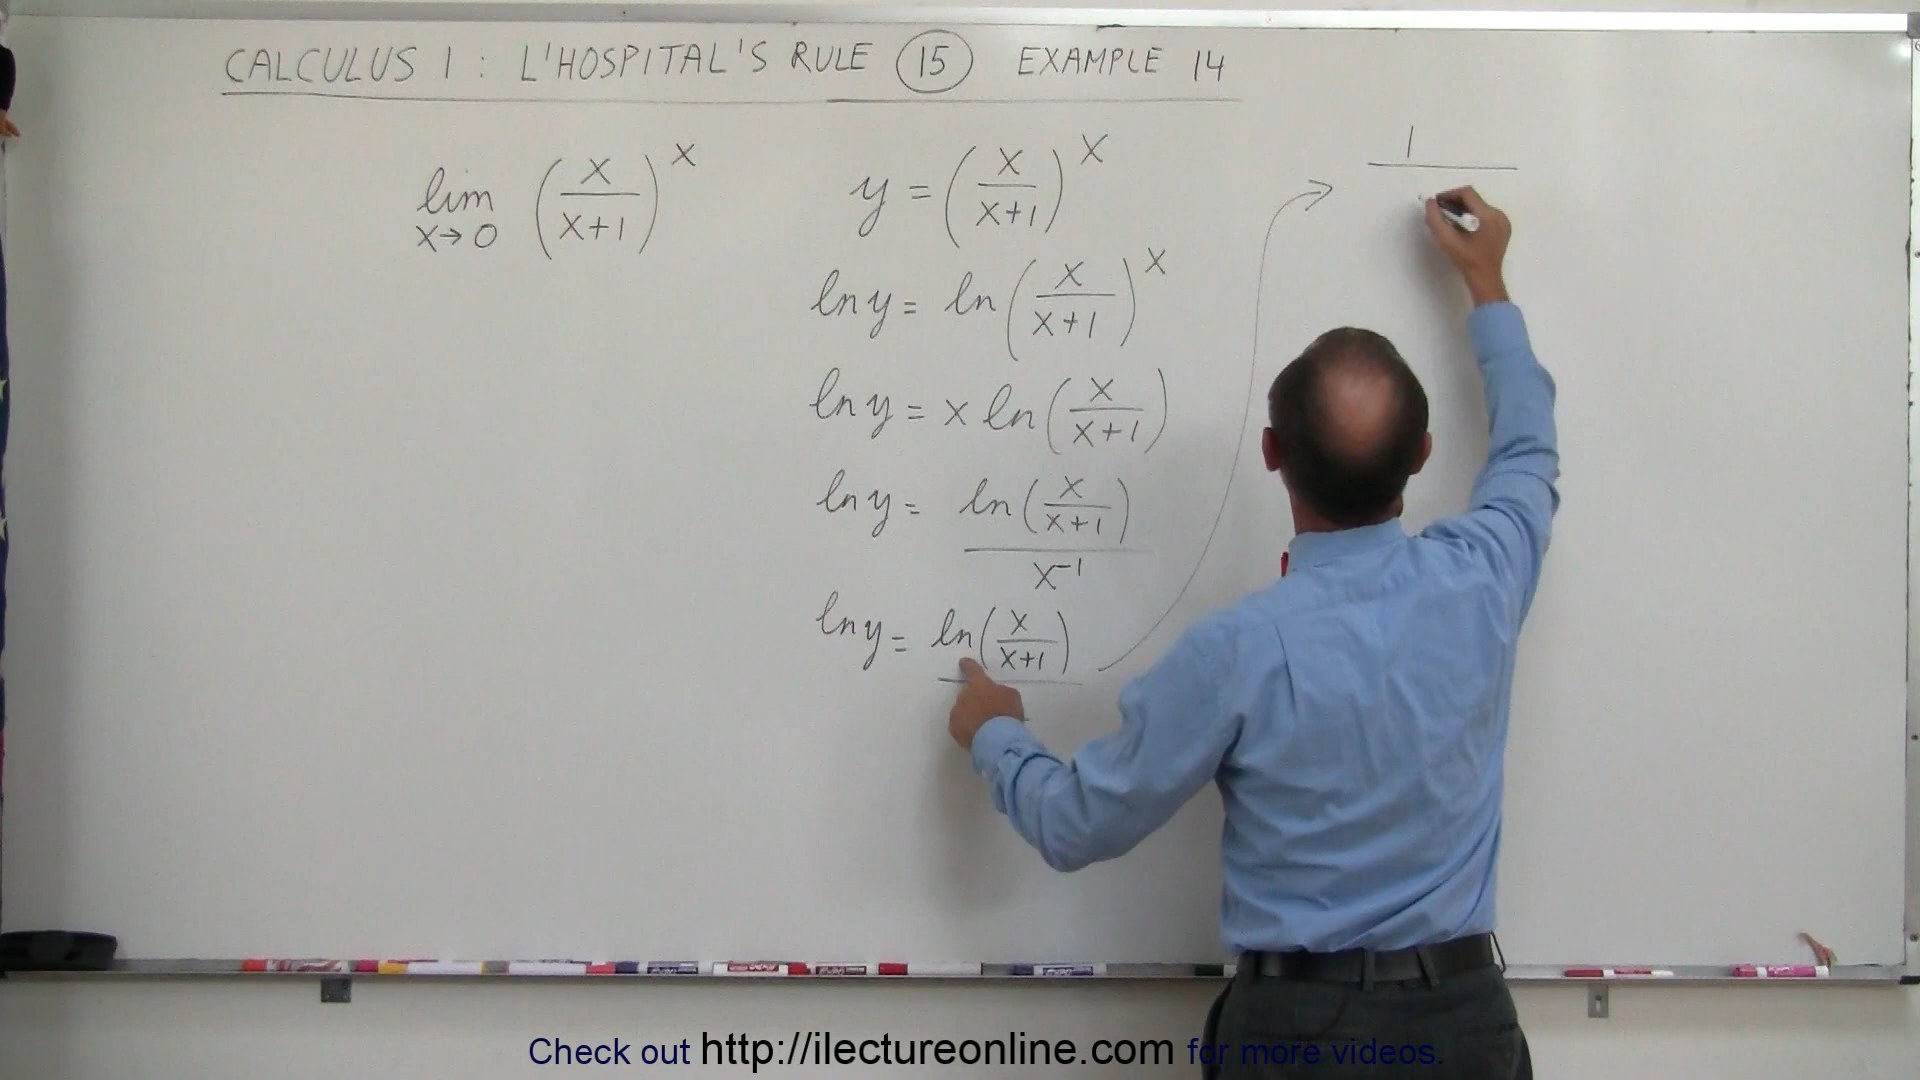 CALCULUS 1 : L'HOSPITAL'S RULE (15) EXAMPLE 14
lim x→0 (x/(x+1))^x
y = (x/(x+1))^x
ln y = ln(x/(x+1))^x
ln y = x ln(x/(x+1))
ln y = ln(x/(x+1)) / x^-1
ln y = ln(x/(x+1))
1
Check out http://ilectureonline.com for more videos.